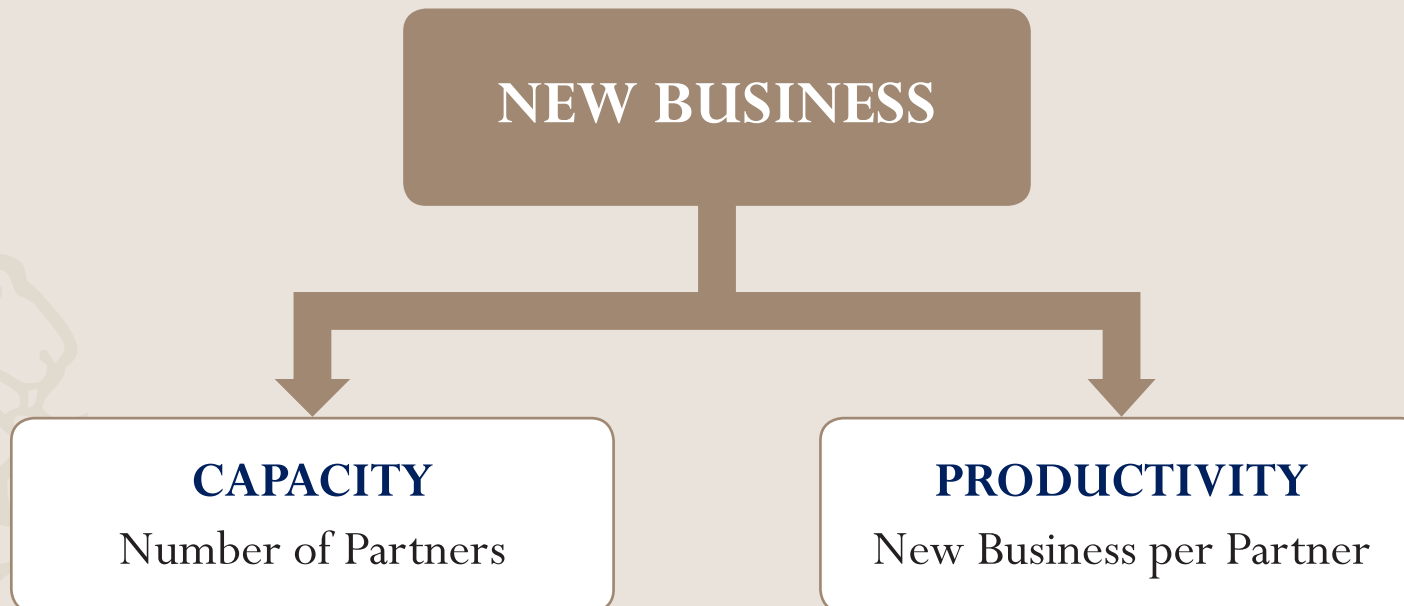 NEW BUSINESS
CAPACITY
Number of Partners
PRODUCTIVITY
New Business per Partner